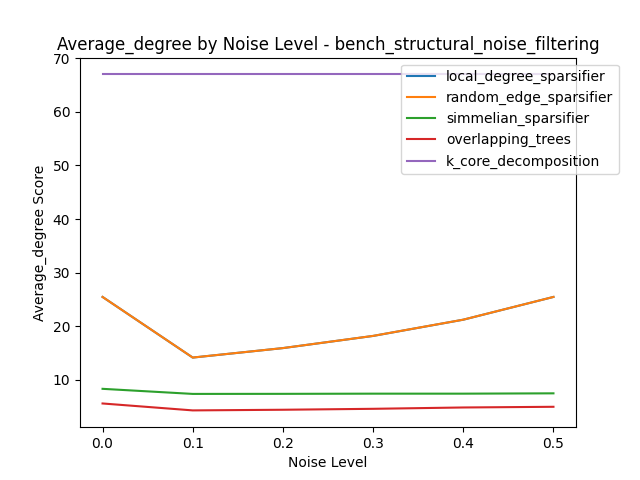 Average_degree by Noise Level - bench_structural_noise_filtering
Average_degree Score
70
60
50
40
30
20
10
local_degree_sparsifier
random_edge_sparsifier
simmelian_sparsifier
overlapping_trees
k_core_decomposition
0.0 0.1 0.2 0.3 0.4 0.5
Noise Level